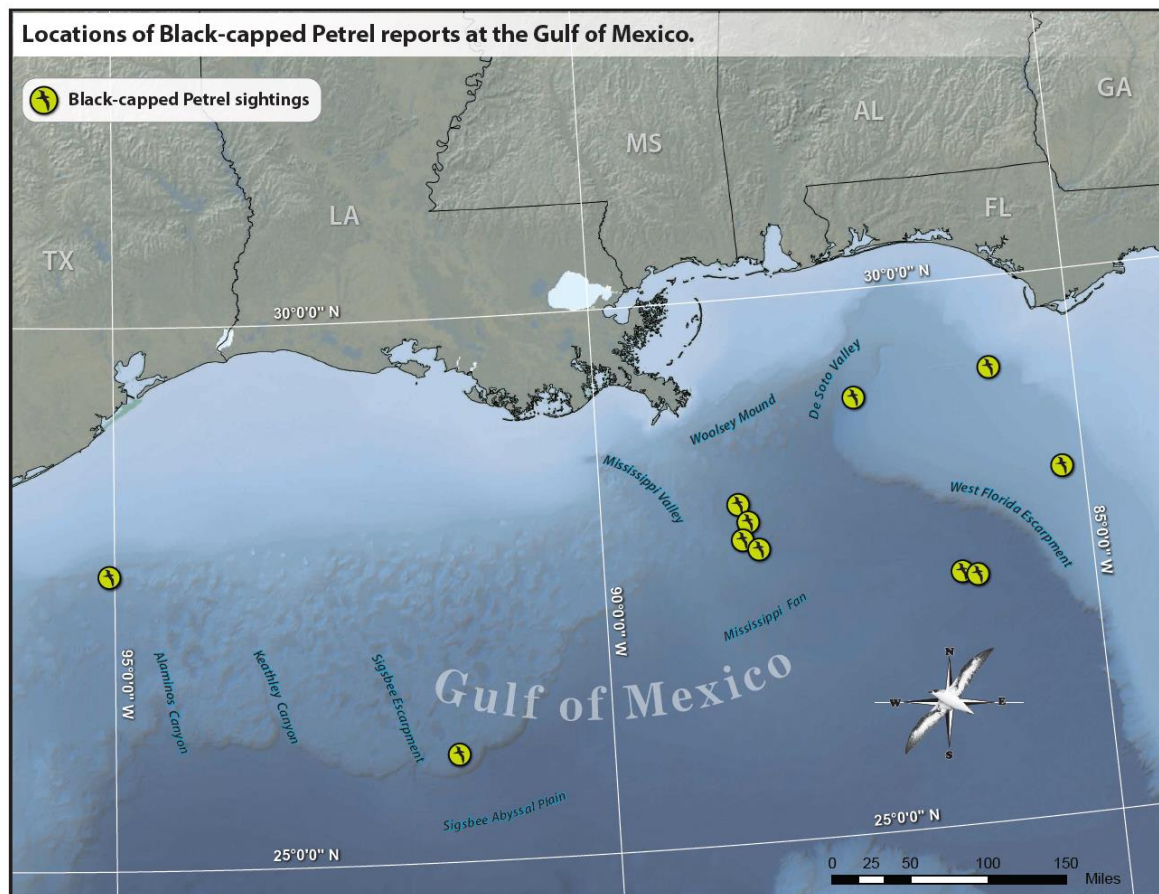 Locations of Black-capped Petrel reports at the Gulf of Mexico.
Black-capped Petrel sightings
GA
AL
MS
LA
FL
TX
30°0'0" N
30°0'0" N
De Soto Valley
Woolsey Mound
Mississippi Valley
West Florida Escarpment
85°0'0" W
90°0'0" W
Mississippi Fan
95°0'0" W
Alaminos Canyon
Keathley Canyon
Sigsbee Escarpment
Gulf of Mexico
N
W
E
S
Sigsbee Abyssal Plain
25°0'0" N
25°0'0" N
0 25 50 100 150
Miles